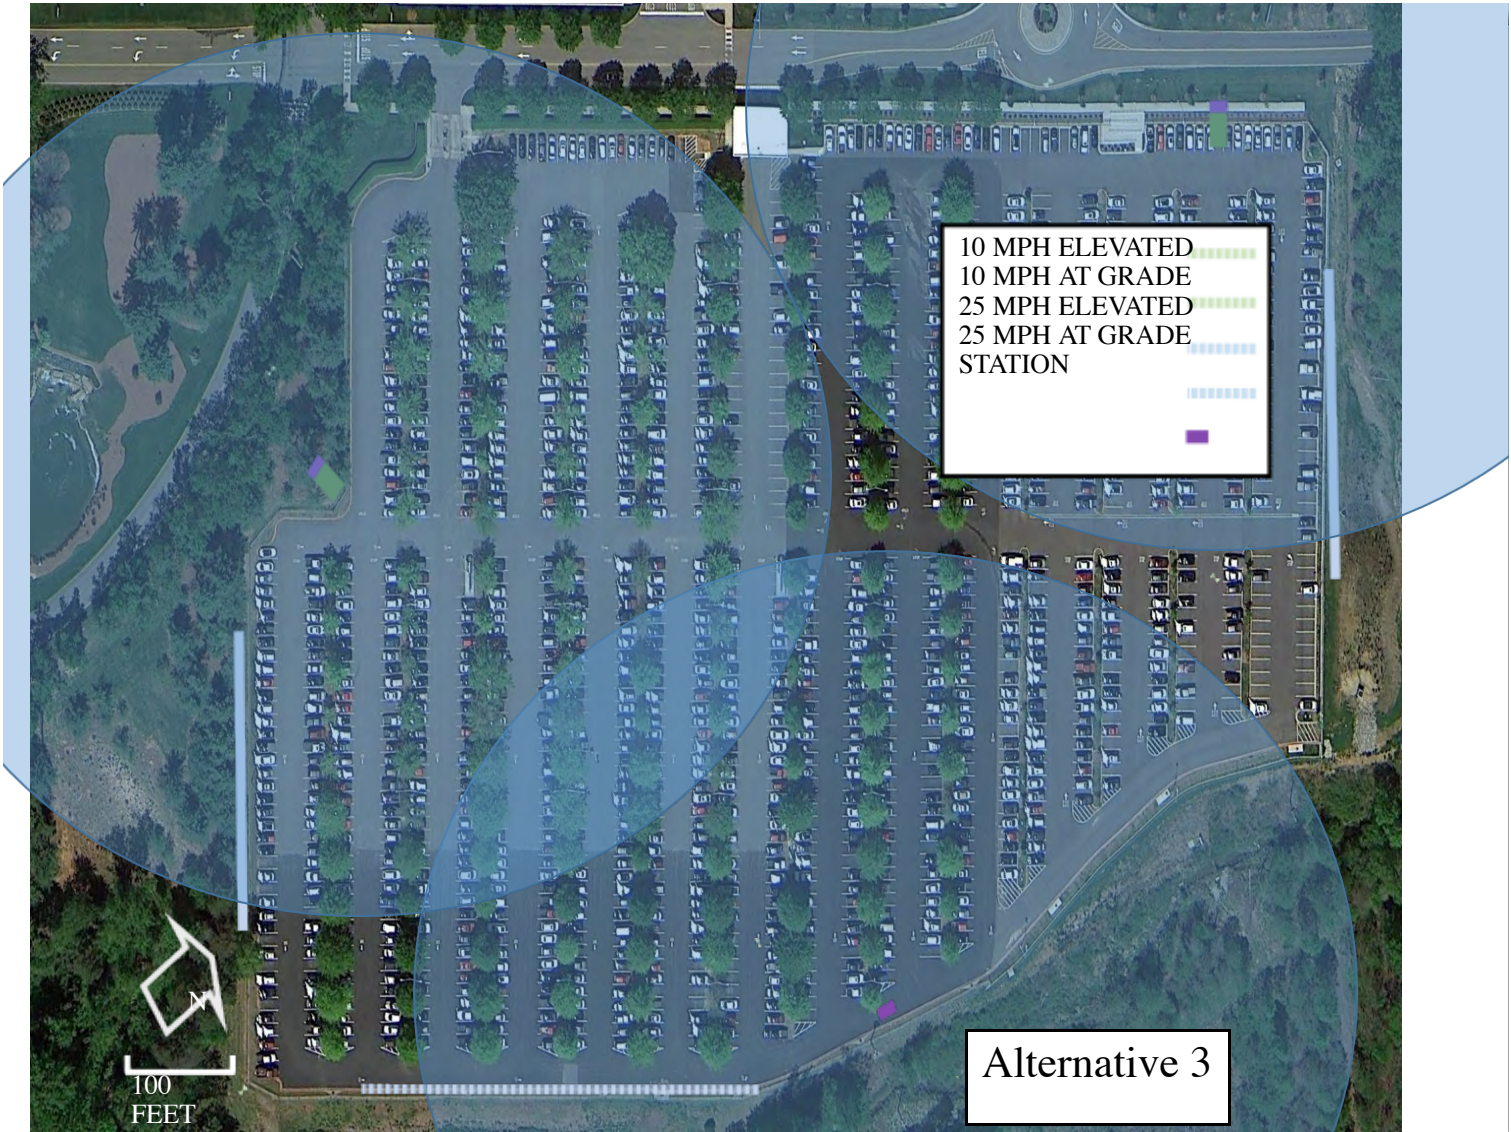 10 MPH ELEVATED
10 MPH AT GRADE
25 MPH ELEVATED
25 MPH AT GRADE
STATION
N
100
FEET
Alternative 3